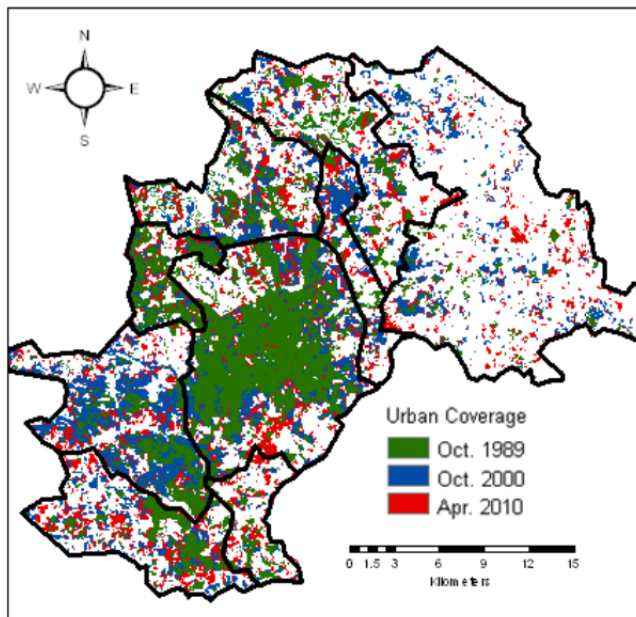 N
W E
S
Urban Coverage
Oct. 1989
Oct. 2000
Apr. 2010
0 1.5 3 6 9 12 15
Kilometers